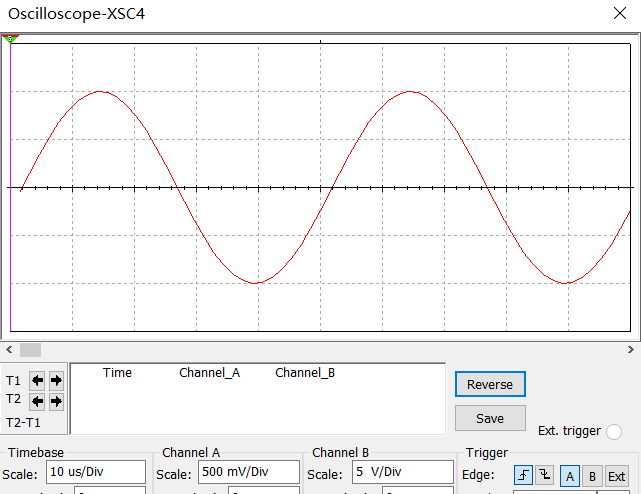 Oscilloscope-XSC4
Time Channel_A Channel_B
T1
T2
T2-T1
Reverse
Save
Ext. trigger
Timebase Channel A Channel B Trigger
Scale: 10 us/Div Scale: 500 mV/Div Scale: 5 V/Div Edge: A B Ext